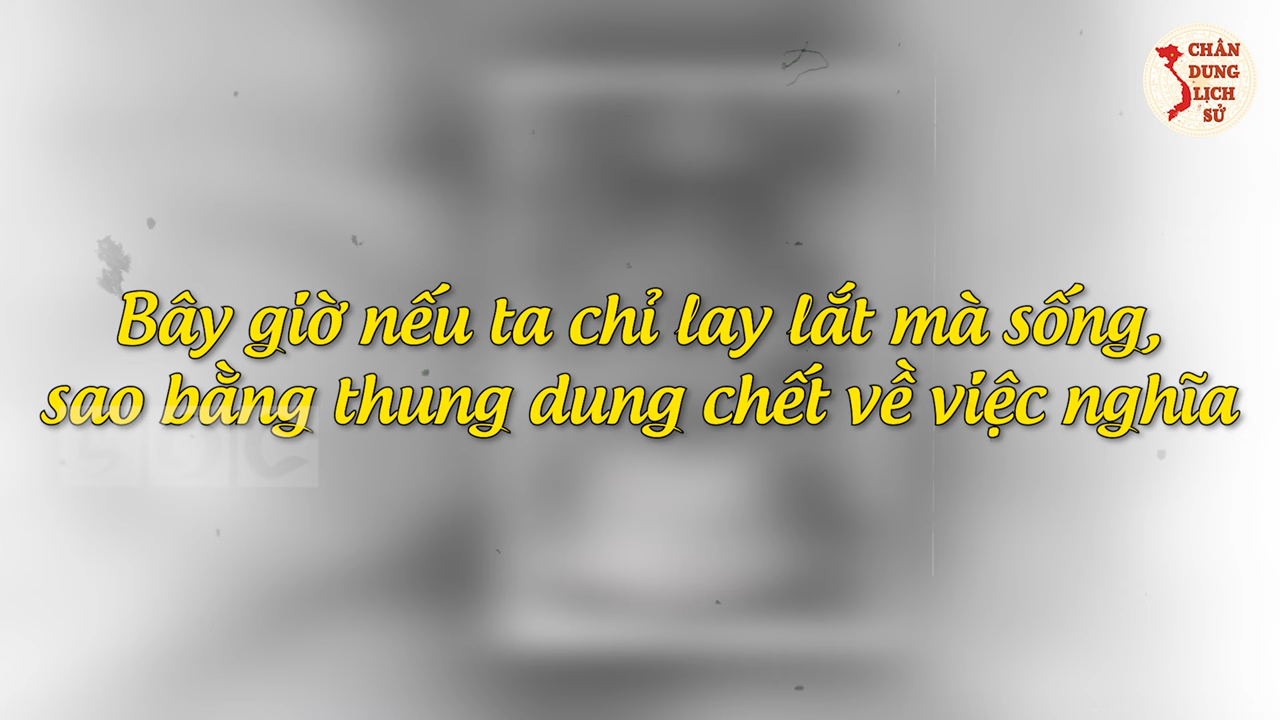 CHÂN
DUNG
LỊCH
SỬ
Bây giờ nếu ta chỉ lay lắt mà sống,
sao bằng thung dung chết về việc nghĩa